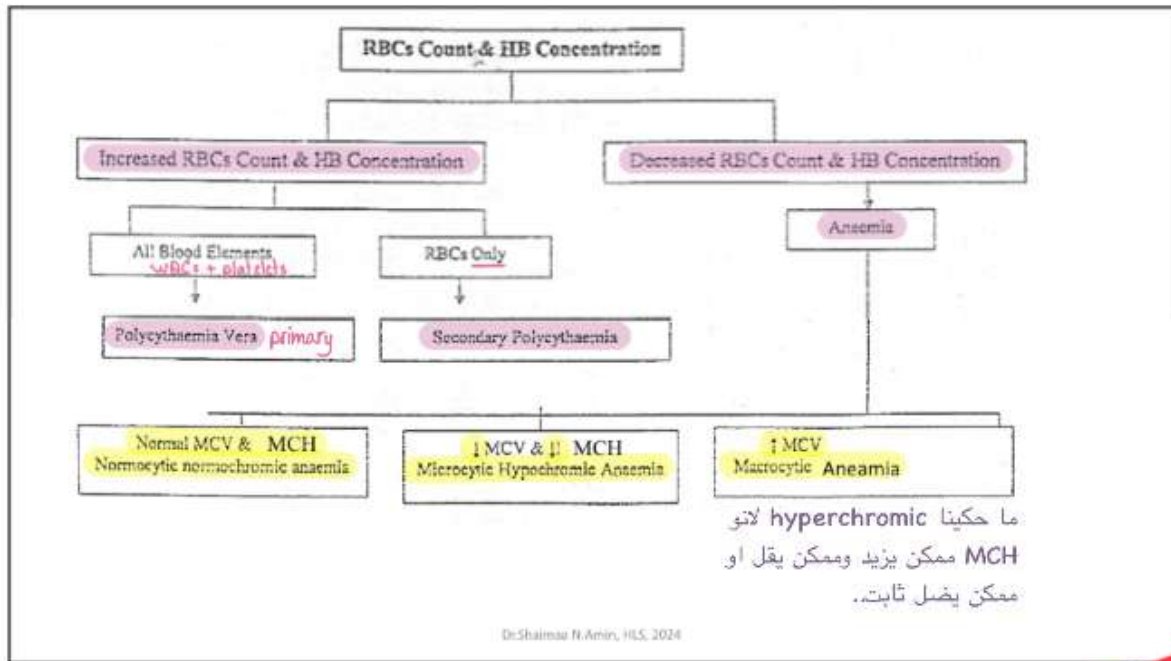 RBCs Count & HB Concentration
Increased RBCs Count & HB Concentration
Decreased RBCs Count & HB Concentration
All Blood Elements
WBCs + platelets
RBCs Only
Anaemia
Polycythaemia Vera primary
Secondary Polycythaemia
Normal MCV & MCH
Normocytic normochromic anaemia
↓ MCV & ↓ MCH
Microcytic Hypochromic Anaemia
↑ MCV
Macrocytic Aneamia
ما حكينا hyperchromic لانو
MCH ممكن يزيد وممكن يقل او
ممكن يضل ثابت..
Dr.Shaimaa N.Amin, HLS, 2024